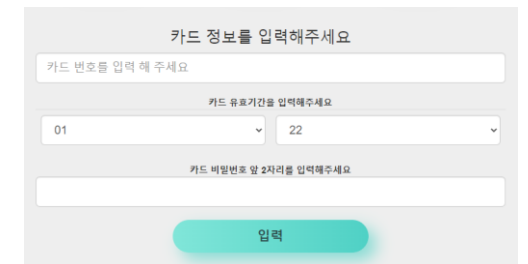 카드 정보를 입력해주세요
카드 번호를 입력 해 주세요
카드 유효기간을 입력해주세요
01
22
카드 비밀번호 앞 2자리를 입력해주세요
입력